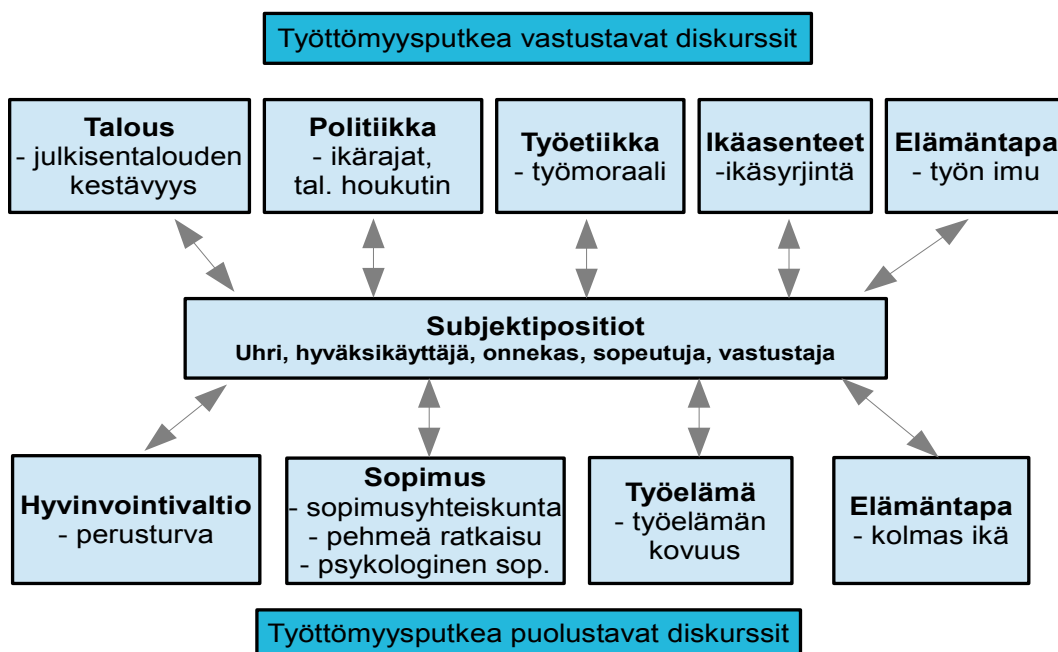 Työttömyysputkea vastustavat diskurssit
Talous
- julkisentalouden
kestävyys
Politiikka
- ikärajat,
tal. houkutin
Työetiikka
- työmoraali
Ikäasenteet
-ikäsyrjintä
Elämäntapa
- työn imu
Subjektipositiot
Uhri, hyväksikäyttäjä, onnekas, sopeutuja, vastustaja
Hyvinvointivaltio
- perusturva
Sopimus
- sopimusyhteiskunta
- pehmeä ratkaisu
- psykologinen sop.
Työelämä
- työelämän
kovuus
Elämäntapa
- kolmas ikä
Työttömyysputkea puolustavat diskurssit